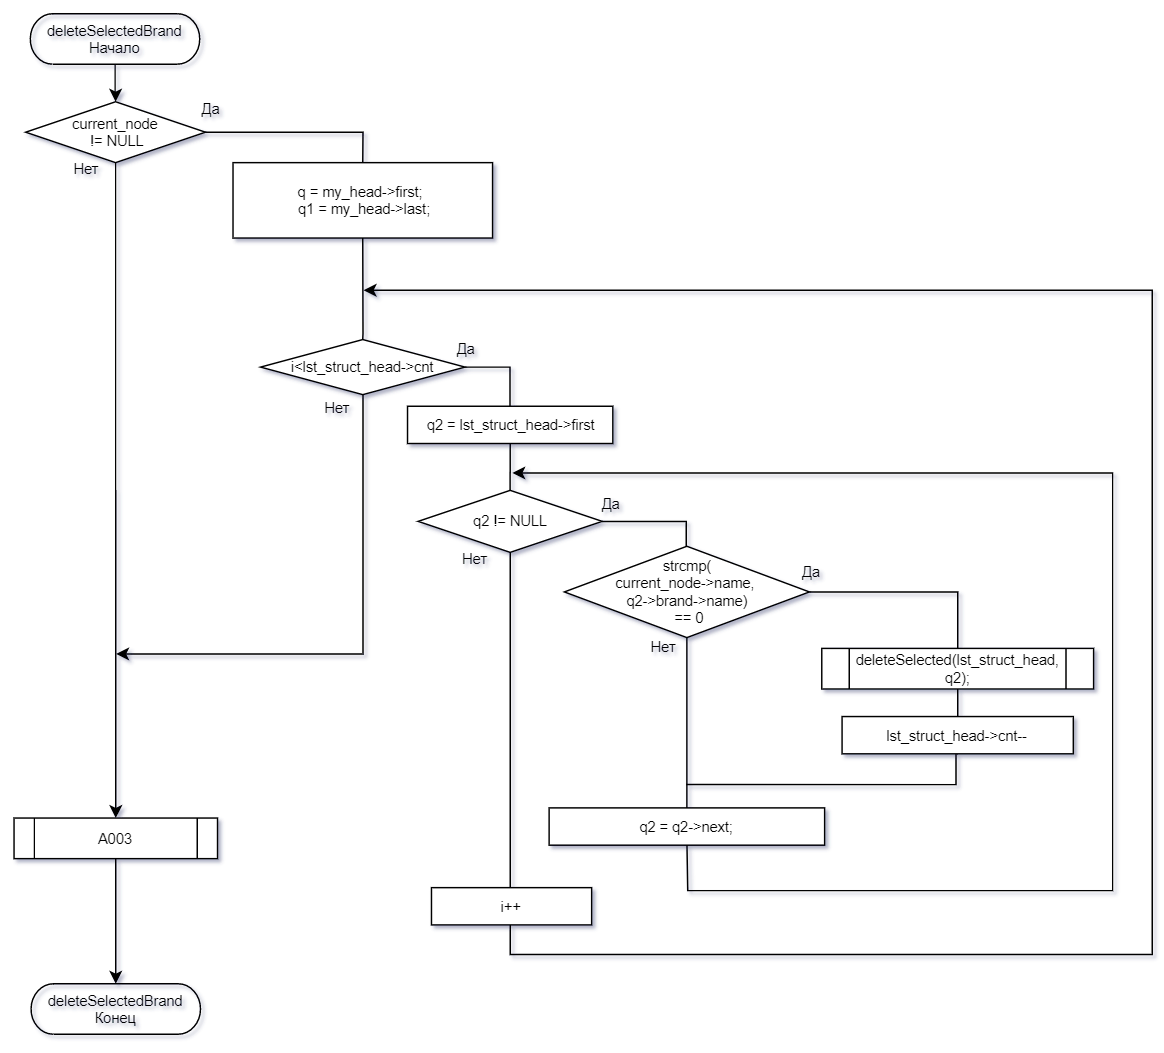 deleteSelectedBrand
Начало
Да
current_node
!= NULL
Нет
q = my_head->first;
q1 = my_head->last;
Да
i<lst_struct_head->cnt
Нет
q2 = lst_struct_head->first
Да
q2 != NULL
Нет
strcmp(
current_node->name,
q2->brand->name)
== 0
Да
Нет
deleteSelected(lst_struct_head,
q2);
lst_struct_head->cnt--
q2 = q2->next;
A003
i++
deleteSelectedBrand
Конец